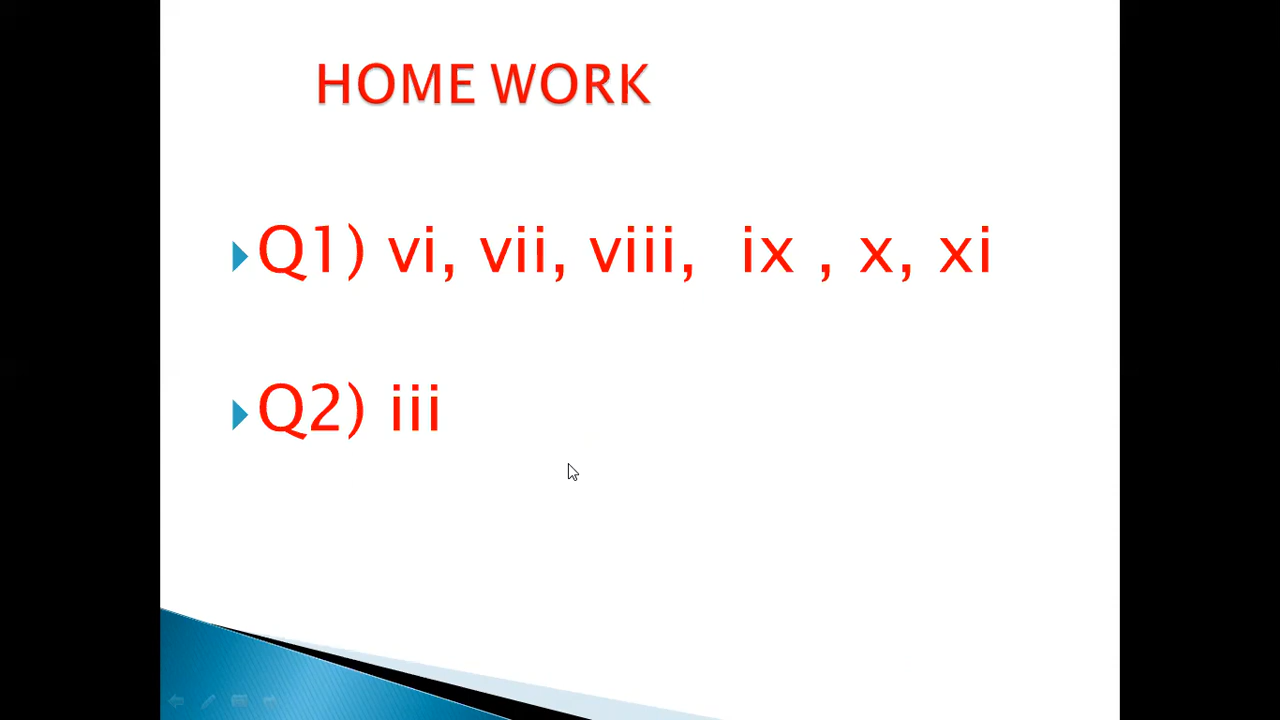 HOME WORK
Q1) vi, vii, viii, ix , x, xi
Q2) iii